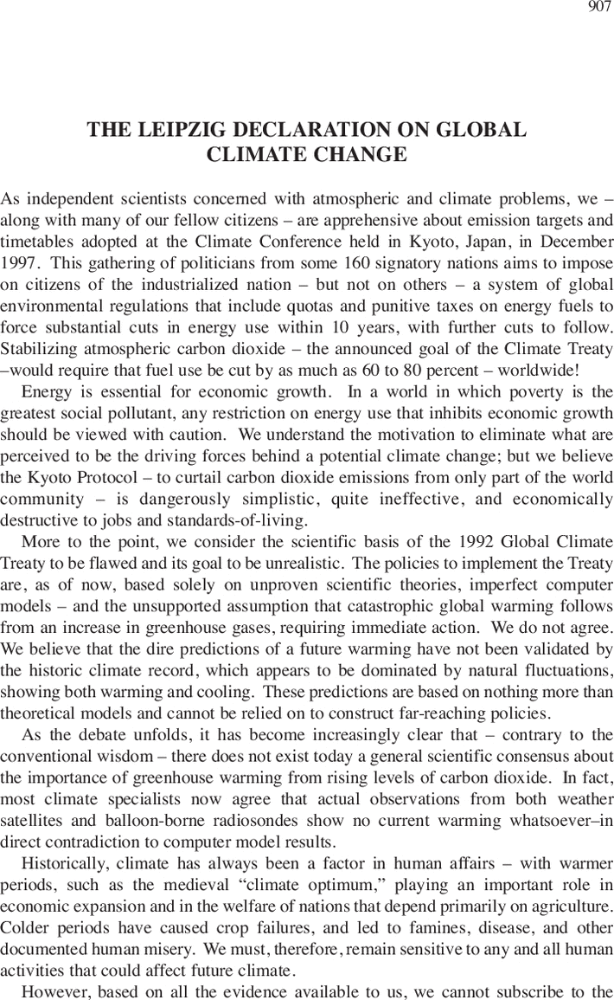 907
THE LEIPZIG DECLARATION ON GLOBAL
CLIMATE CHANGE
As independent scientists concerned with atmospheric and climate problems, we –
along with many of our fellow citizens – are apprehensive about emission targets and
timetables adopted at the Climate Conference held in Kyoto, Japan, in December
1997. This gathering of politicians from some 160 signatory nations aims to impose
on citizens of the industrialized nation – but not on others – a system of global
environmental regulations that include quotas and punitive taxes on energy fuels to
force substantial cuts in energy use within 10 years, with further cuts to follow.
Stabilizing atmospheric carbon dioxide – the announced goal of the Climate Treaty
–would require that fuel use be cut by as much as 60 to 80 percent – worldwide!
Energy is essential for economic growth. In a world in which poverty is the
greatest social pollutant, any restriction on energy use that inhibits economic growth
should be viewed with caution. We understand the motivation to eliminate what are
perceived to be the driving forces behind a potential climate change; but we believe
the Kyoto Protocol – to curtail carbon dioxide emissions from only part of the world
community – is dangerously simplistic, quite ineffective, and economically
destructive to jobs and standards-of-living.
More to the point, we consider the scientific basis of the 1992 Global Climate
Treaty to be flawed and its goal to be unrealistic. The policies to implement the Treaty
are, as of now, based solely on unproven scientific theories, imperfect computer
models – and the unsupported assumption that catastrophic global warming follows
from an increase in greenhouse gases, requiring immediate action. We do not agree.
We believe that the dire predictions of a future warming have not been validated by
the historic climate record, which appears to be dominated by natural fluctuations,
showing both warming and cooling. These predictions are based on nothing more than
theoretical models and cannot be relied on to construct far-reaching policies.
As the debate unfolds, it has become increasingly clear that – contrary to the
conventional wisdom – there does not exist today a general scientific consensus about
the importance of greenhouse warming from rising levels of carbon dioxide. In fact,
most climate specialists now agree that actual observations from both weather
satellites and balloon-borne radiosondes show no current warming whatsoever–in
direct contradiction to computer model results.
Historically, climate has always been a factor in human affairs – with warmer
periods, such as the medieval “climate optimum,” playing an important role in
economic expansion and in the welfare of nations that depend primarily on agriculture.
Colder periods have caused crop failures, and led to famines, disease, and other
documented human misery. We must, therefore, remain sensitive to any and all human
activities that could affect future climate.
However, based on all the evidence available to us, we cannot subscribe to the